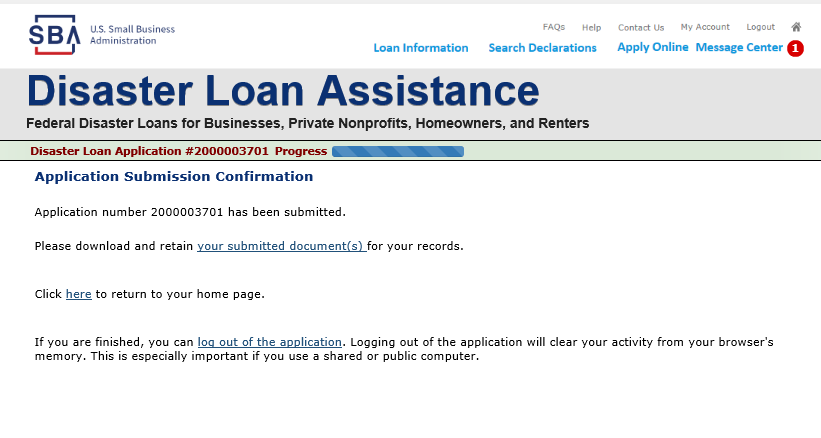 SBA U.S. Small Business
Administration
FAQs Help Contact Us My Account Logout
Loan Information Search Declarations Apply Online Message Center 1
Disaster Loan Assistance
Federal Disaster Loans for Businesses, Private Nonprofits, Homeowners, and Renters
Disaster Loan Application #2000003701 Progress
Application Submission Confirmation
Application number 2000003701 has been submitted.
Please download and retain your submitted document(s) for your records.
Click here to return to your home page.
If you are finished, you can log out of the application. Logging out of the application will clear your activity from your browser's
memory. This is especially important if you use a shared or public computer.